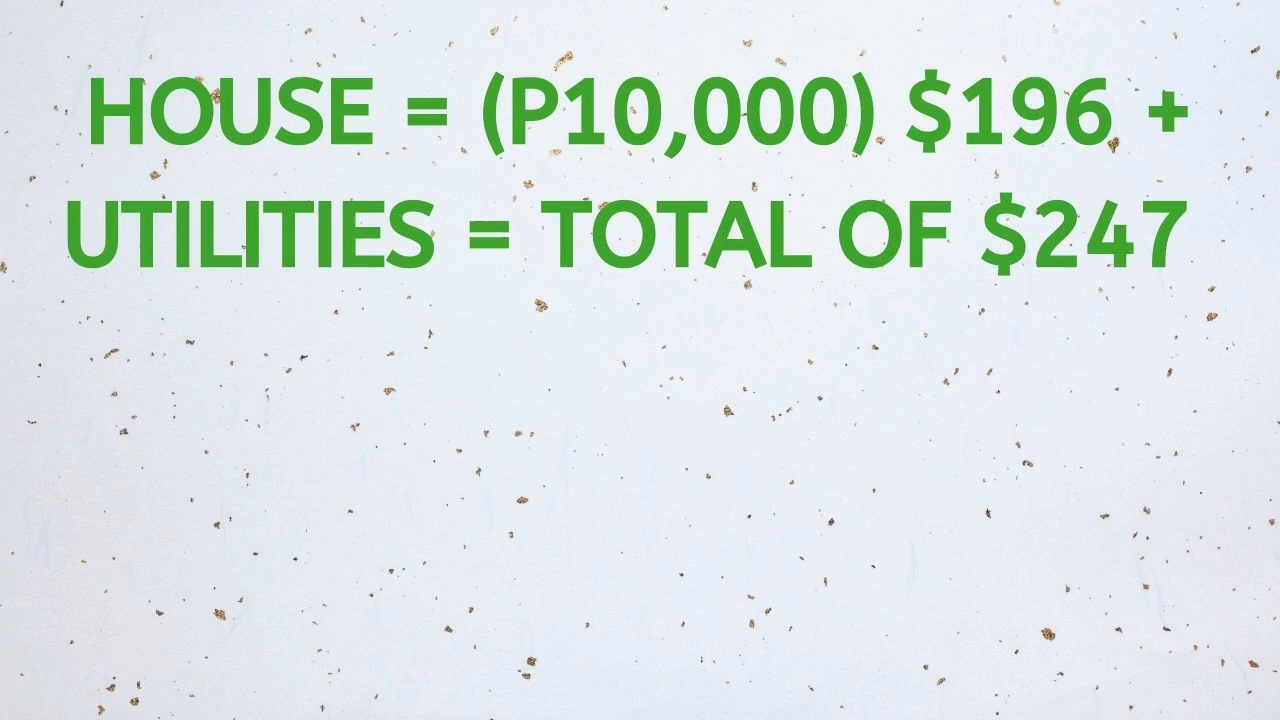 HOUSE = (P10,000) $196 +
UTILITIES = TOTAL OF $247